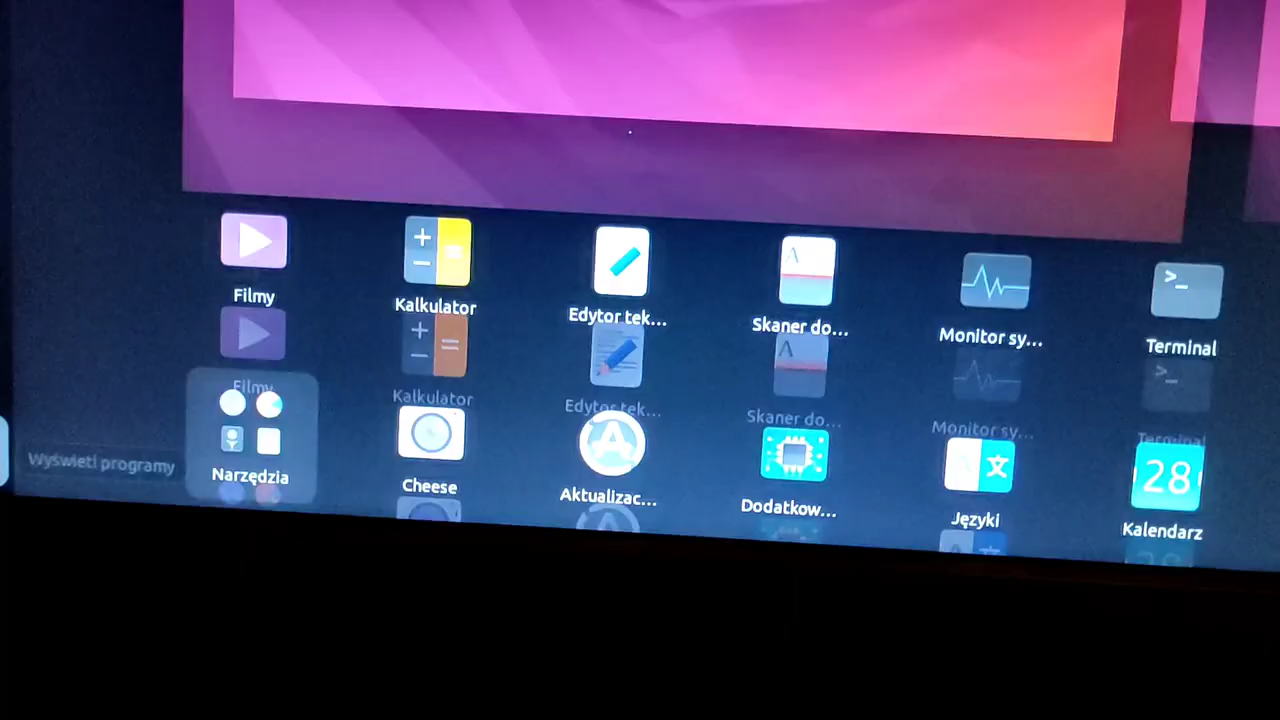 Filmy
Kalkulator
Edytor tek...
Skaner do...
Monitor sy...
Terminal
Filmy
Kalkulator
Edytor tek...
Skaner do...
Monitor sy...
Terminal
Wyświetl programy
Narzędzia
Cheese
Aktualizac...
Dodatkow...
Języki
28
Kalendarz